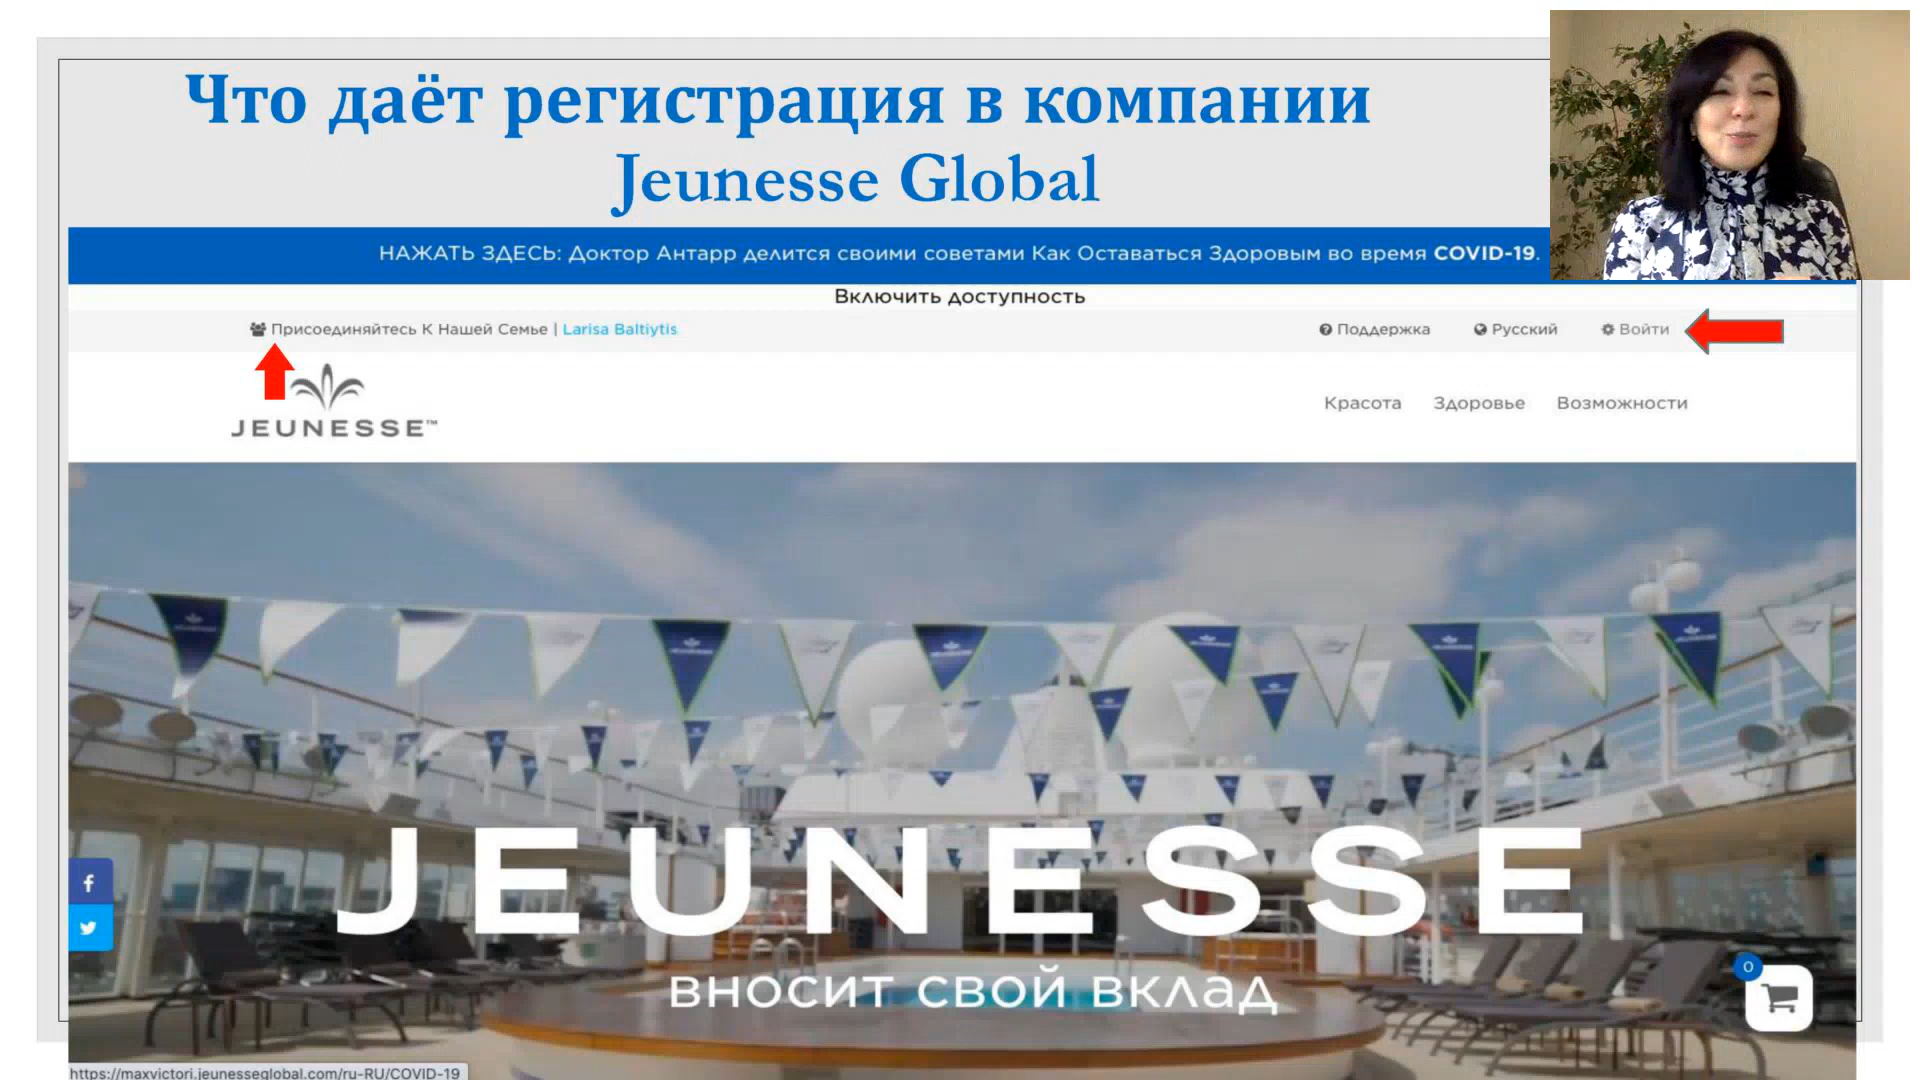 Что даёт регистрация в компании
Jeunesse Global
НАЖАТЬ ЗДЕСЬ: Доктор Антарр делится своими советами Как Оставаться Здоровым во время COVID-19.
Включить доступность
Присоединяйтесь К Нашей Семье | Larisa Baltiytis
Поддержка Русский Войти
JEUNESSE™
Красота Здоровье Возможности
JEUNESSE
вносит свой вклад
0
https://maxvictori.jeunesseglobal.com/ru-RU/COVID-19